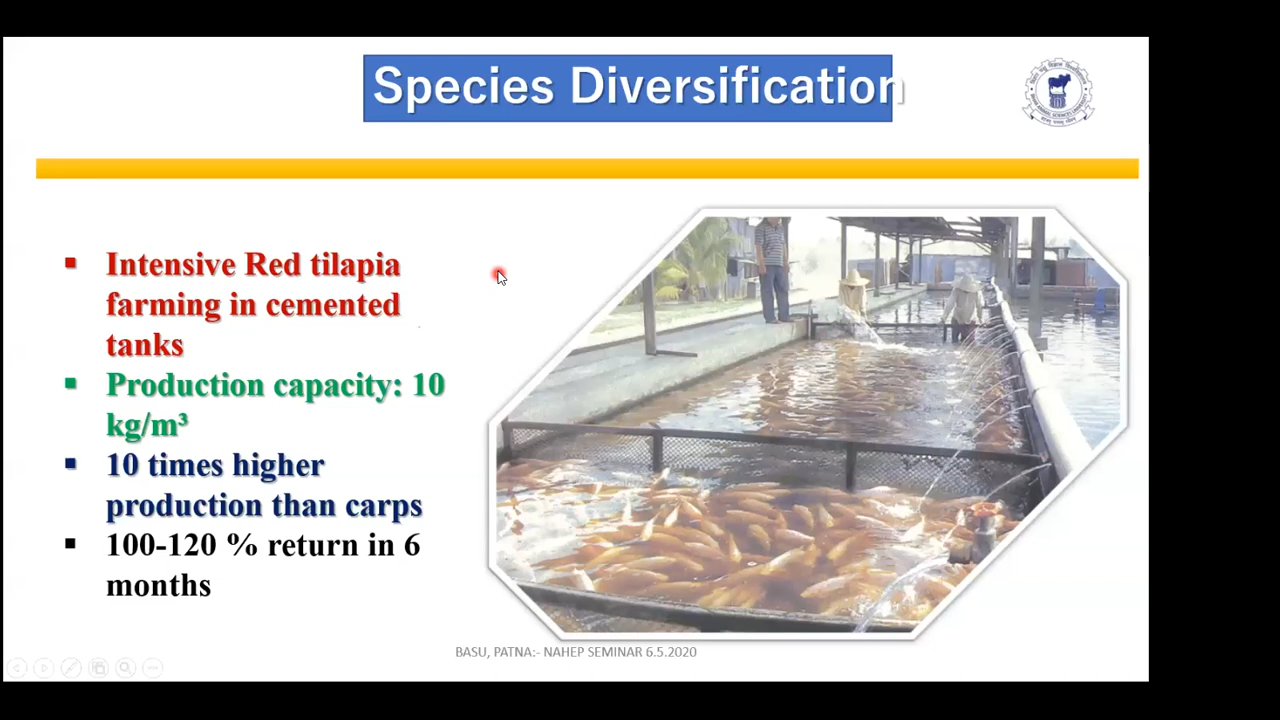 Species Diversification
▪ Intensive Red tilapia
farming in cemented
tanks
▪ Production capacity: 10
kg/m³
▪ 10 times higher
production than carps
▪ 100-120 % return in 6
months
BASU, PATNA:- NAHEP SEMINAR 6.5.2020